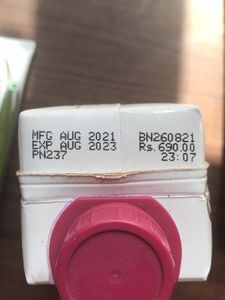 MFG AUG 2021 BN260821
EXP AUG 2023 Rs.690.00
PN237 23:07